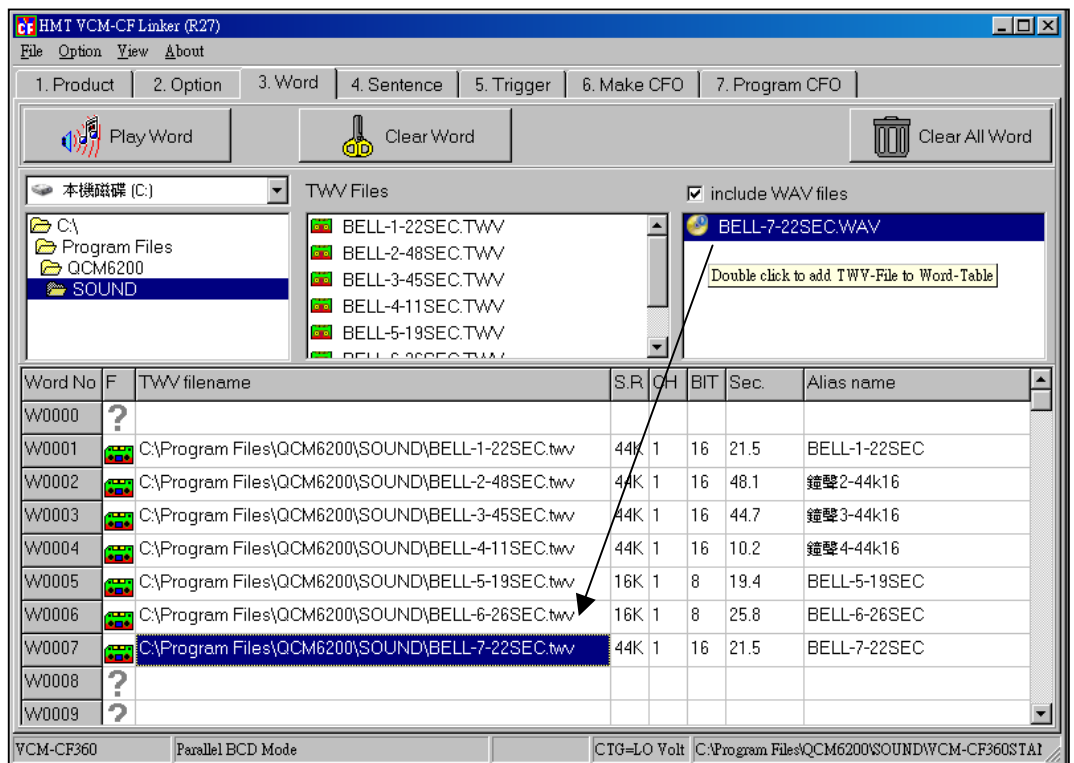 HMT VCM-CF Linker (R27)
File Option View About
1. Product 2. Option 3. Word 4. Sentence 5. Trigger 6. Make CFO 7. Program CFO
Play Word Clear Word Clear All Word
本機磁碟 (C:) TWV Files include WAV files
C:\
Program Files
QCM6200
SOUND
BELL-1-22SEC.TWV
BELL-2-48SEC.TWV
BELL-3-45SEC.TWV
BELL-4-11SEC.TWV
BELL-5-19SEC.TWV
BELL-6-26SEC.TWV
BELL-7-22SEC.WAV
Double click to add TWV-File to Word-Table
Word No F TWV filename S.R CH BIT Sec. Alias name
W0000 ?
W0001 C:\Program Files\QCM6200\SOUND\BELL-1-22SEC.twv 44K 1 16 21.5 BELL-1-22SEC
W0002 C:\Program Files\QCM6200\SOUND\BELL-2-48SEC.twv 44K 1 16 48.1 鐘聲2-44k16
W0003 C:\Program Files\QCM6200\SOUND\BELL-3-45SEC.twv 44K 1 16 44.7 鐘聲3-44k16
W0004 C:\Program Files\QCM6200\SOUND\BELL-4-11SEC.twv 44K 1 16 10.2 鐘聲4-44k16
W0005 C:\Program Files\QCM6200\SOUND\BELL-5-19SEC.twv 16K 1 8 19.4 BELL-5-19SEC
W0006 C:\Program Files\QCM6200\SOUND\BELL-6-26SEC.twv 16K 1 8 25.8 BELL-6-26SEC
W0007 C:\Program Files\QCM6200\SOUND\BELL-7-22SEC.twv 44K 1 16 21.5 BELL-7-22SEC
W0008 ?
W0009 ?
VCM-CF360 Parallel BCD Mode CTG=LO Volt C:\Program Files\QCM6200\SOUND\VCM-CF360STAI